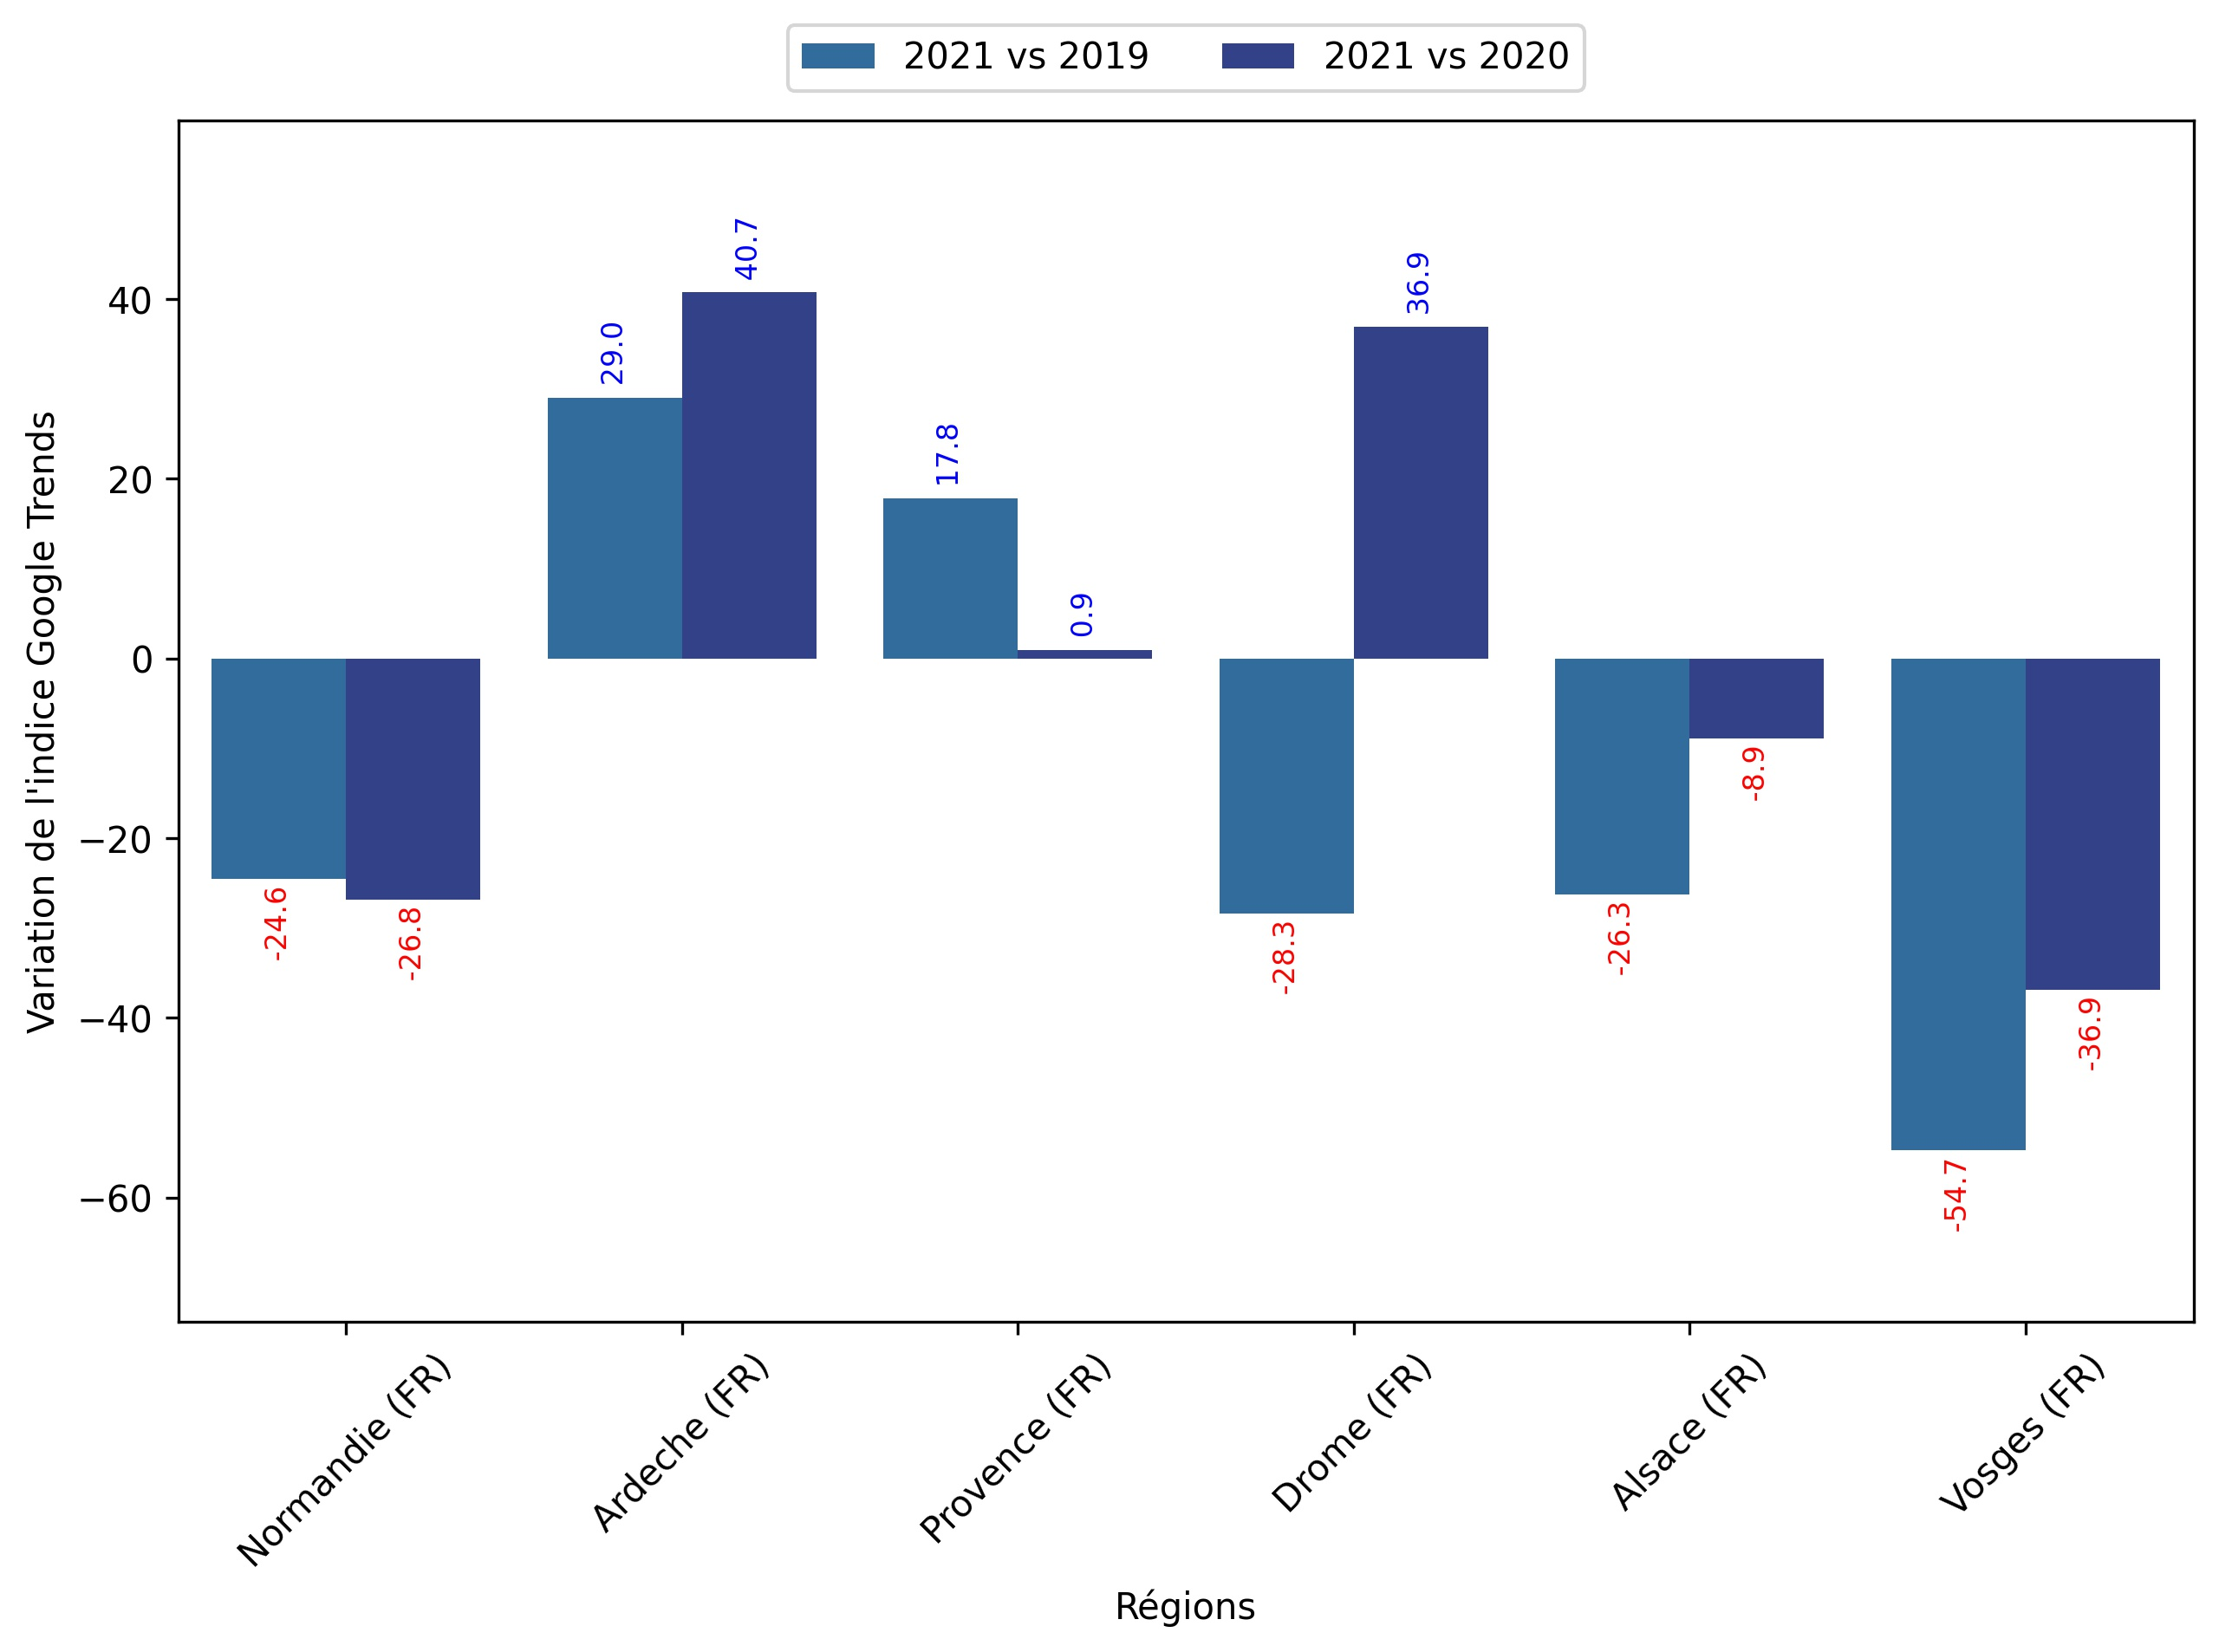 2021 vs 2019
2021 vs 2020
Variation de l'indice Google Trends
40
20
0
−20
−40
−60
-24.6
-26.8
29.0
40.7
17.8
0.9
-28.3
36.9
-26.3
-8.9
-54.7
-36.9
Normandie (FR)
Ardeche (FR)
Provence (FR)
Drome (FR)
Alsace (FR)
Vosges (FR)
Régions